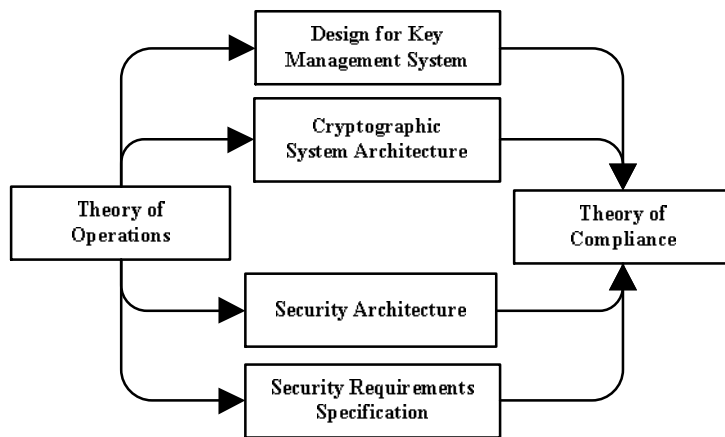 Design for Key
Management System
Cryptographic
System Architecture
Theory of
Operations
Theory of
Compliance
Security Architecture
Security Requirements
Specification